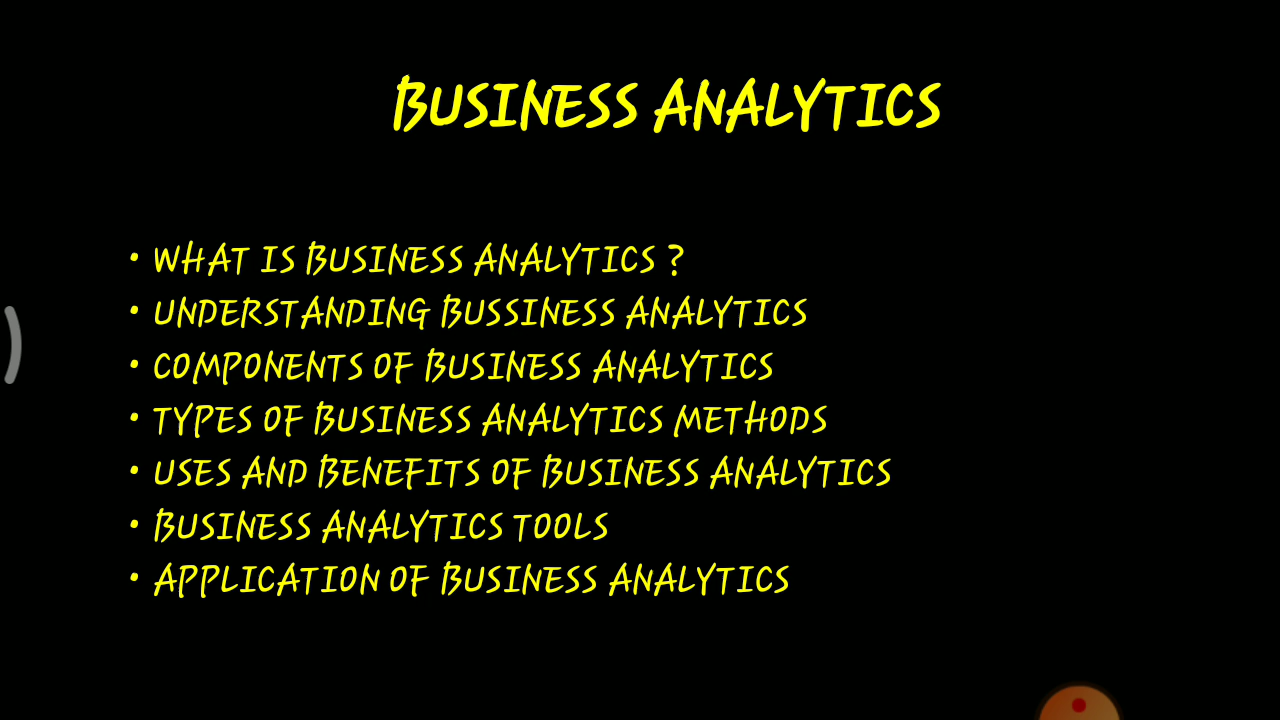 BUSINESS ANALYTICS
• WHAT IS BUSINESS ANALYTICS ?
• UNDERSTANDING BUSSINESS ANALYTICS
• COMPONENTS OF BUSINESS ANALYTICS
• TYPES OF BUSINESS ANALYTICS METHODS
• USES AND BENEFITS OF BUSINESS ANALYTICS
• BUSINESS ANALYTICS TOOLS
• APPLICATION OF BUSINESS ANALYTICS